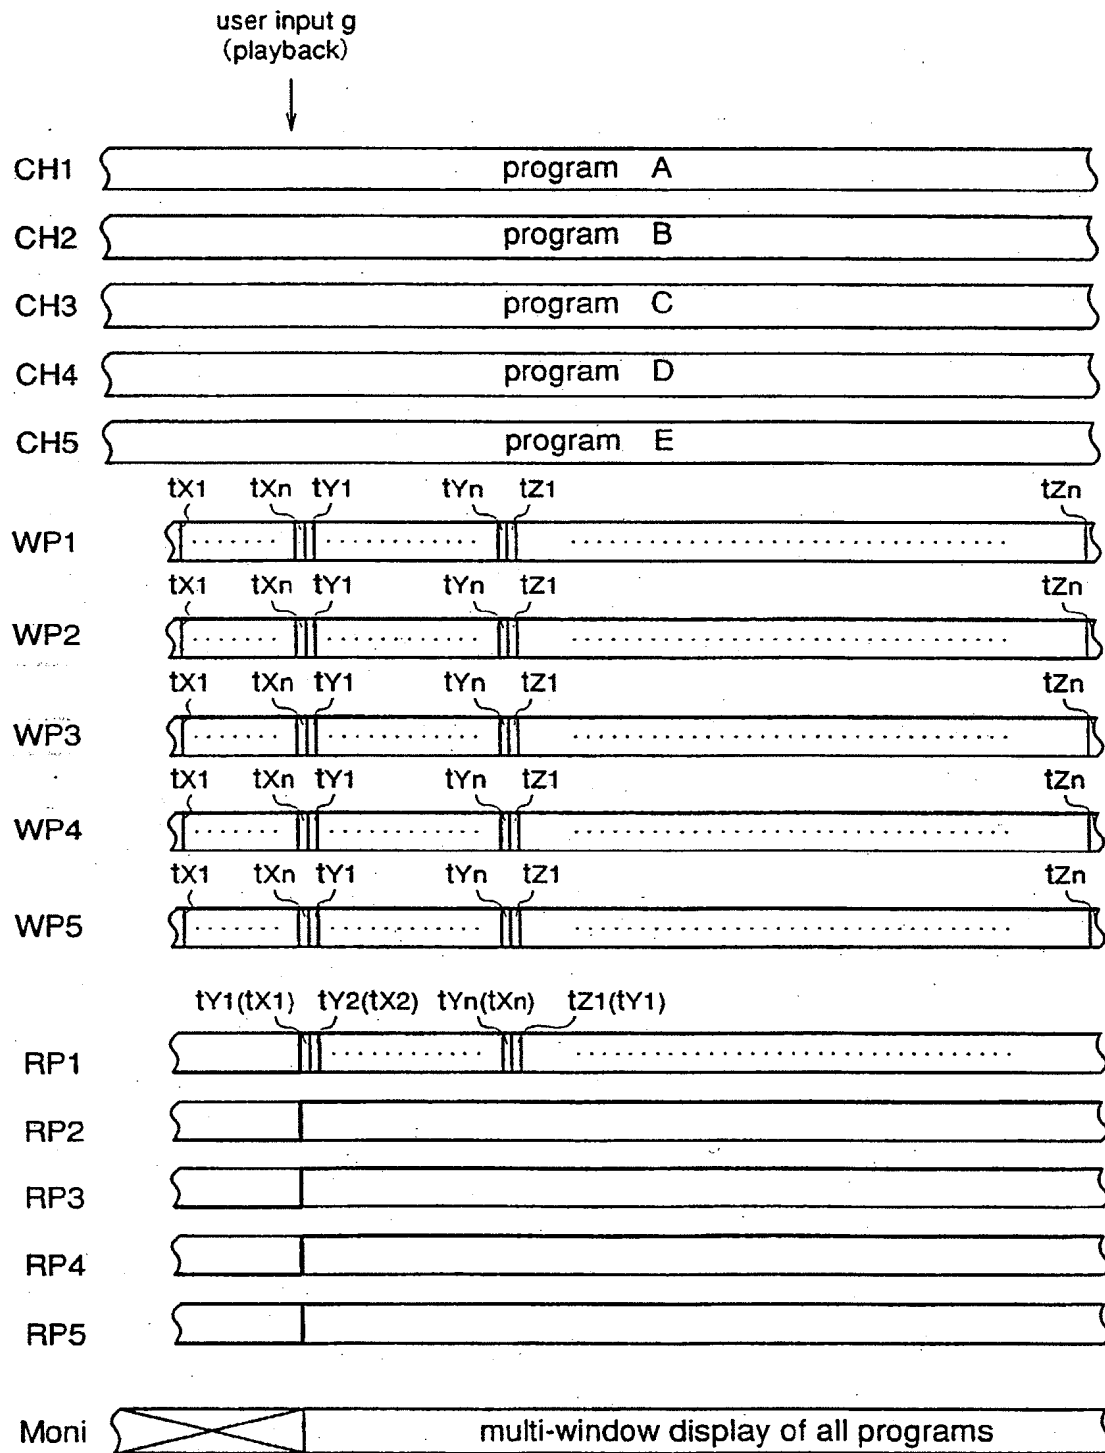 user input g
(playback)
CH1 program A
CH2 program B
CH3 program C
CH4 program D
CH5 program E
tX1 tXn tY1 tYn tZ1 tZn
WP1
tX1 tXn tY1 tYn tZ1 tZn
WP2
tX1 tXn tY1 tYn tZ1 tZn
WP3
tX1 tXn tY1 tYn tZ1 tZn
WP4
tX1 tXn tY1 tYn tZ1 tZn
WP5
tY1(tX1) tY2(tX2) tYn(tXn) tZ1(tY1)
RP1
RP2
RP3
RP4
RP5
Moni multi-window display of all programs